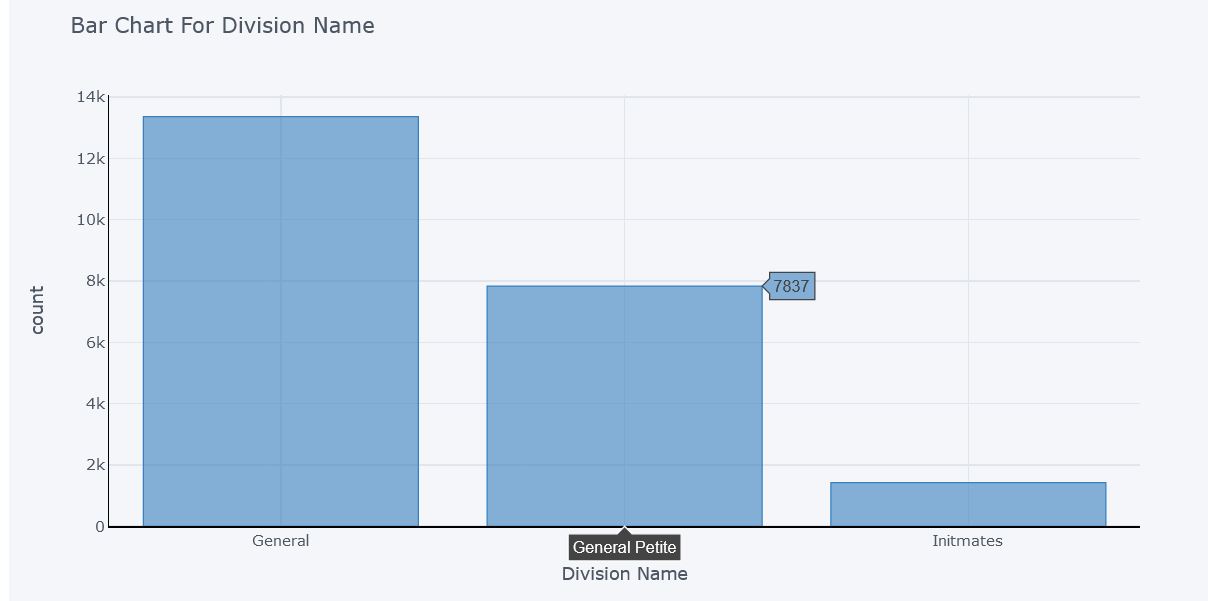 Bar Chart For Division Name
14k
12k
10k
8k
7837
6k
count
4k
2k
0
General
General Petite
Initmates
Division Name